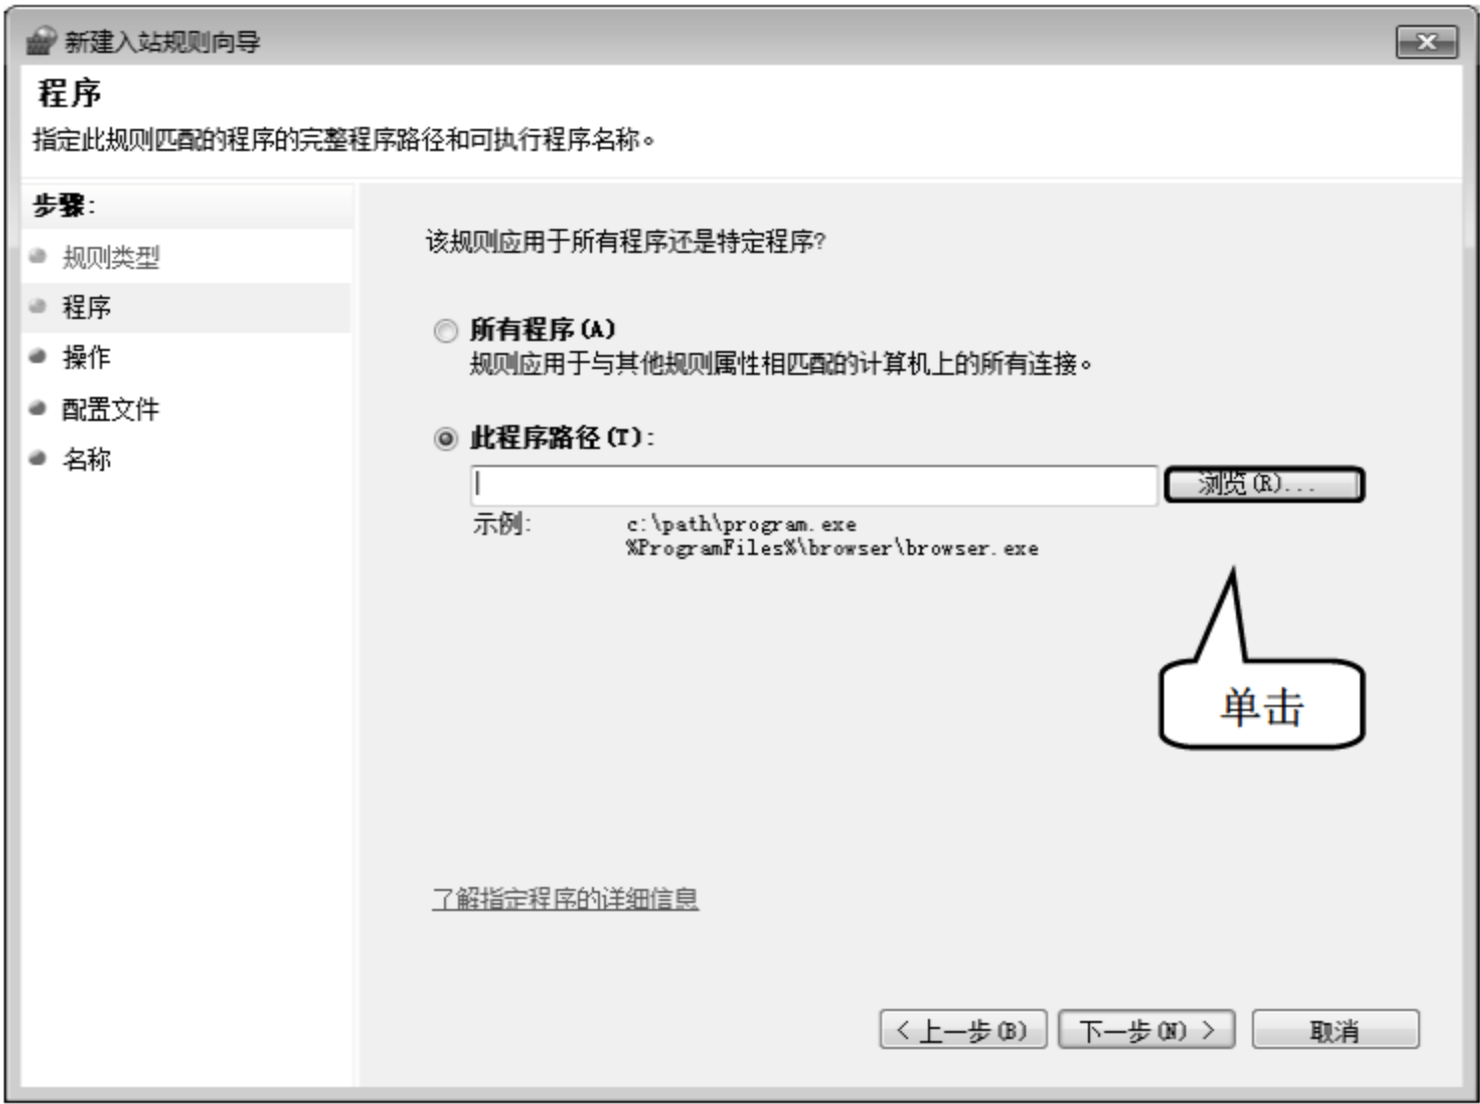 新建入站规则向导
程序
指定此规则匹配的程序的完整程序路径和可执行程序名称。
步骤:
规则类型
程序
操作
配置文件
名称
该规则应用于所有程序还是特定程序?
所有程序(A)
规则应用于与其他规则属性相匹配的计算机上的所有连接。
此程序路径(T):
浏览(R)...
示例: c:\path\program.exe
%ProgramFiles%\browser\browser.exe
单击
了解指定程序的详细信息
< 上一步(B) 下一步(N) > 取消